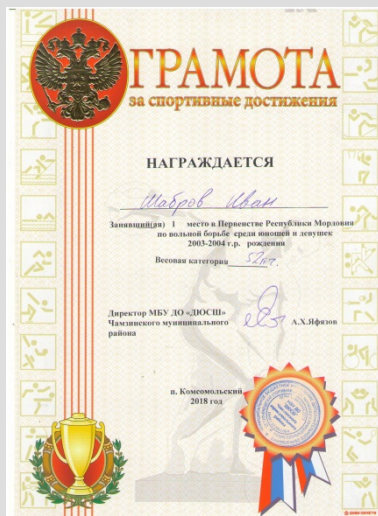 ГРАМОТА
за спортивные достижения
НАГРАЖДАЕТСЯ
Шабров Иван
Занявший(ая) 1 место в Первенстве Республики Мордовия
по вольной борьбе среди юношей и девушек
2003-2004 г.р. рождения
Весовая категория 52кг.
Директор МБУ ДО «ДЮСШ»
Чамзинского муниципального
района
А.Х.Яфязов
п. Комсомольский
2018 год